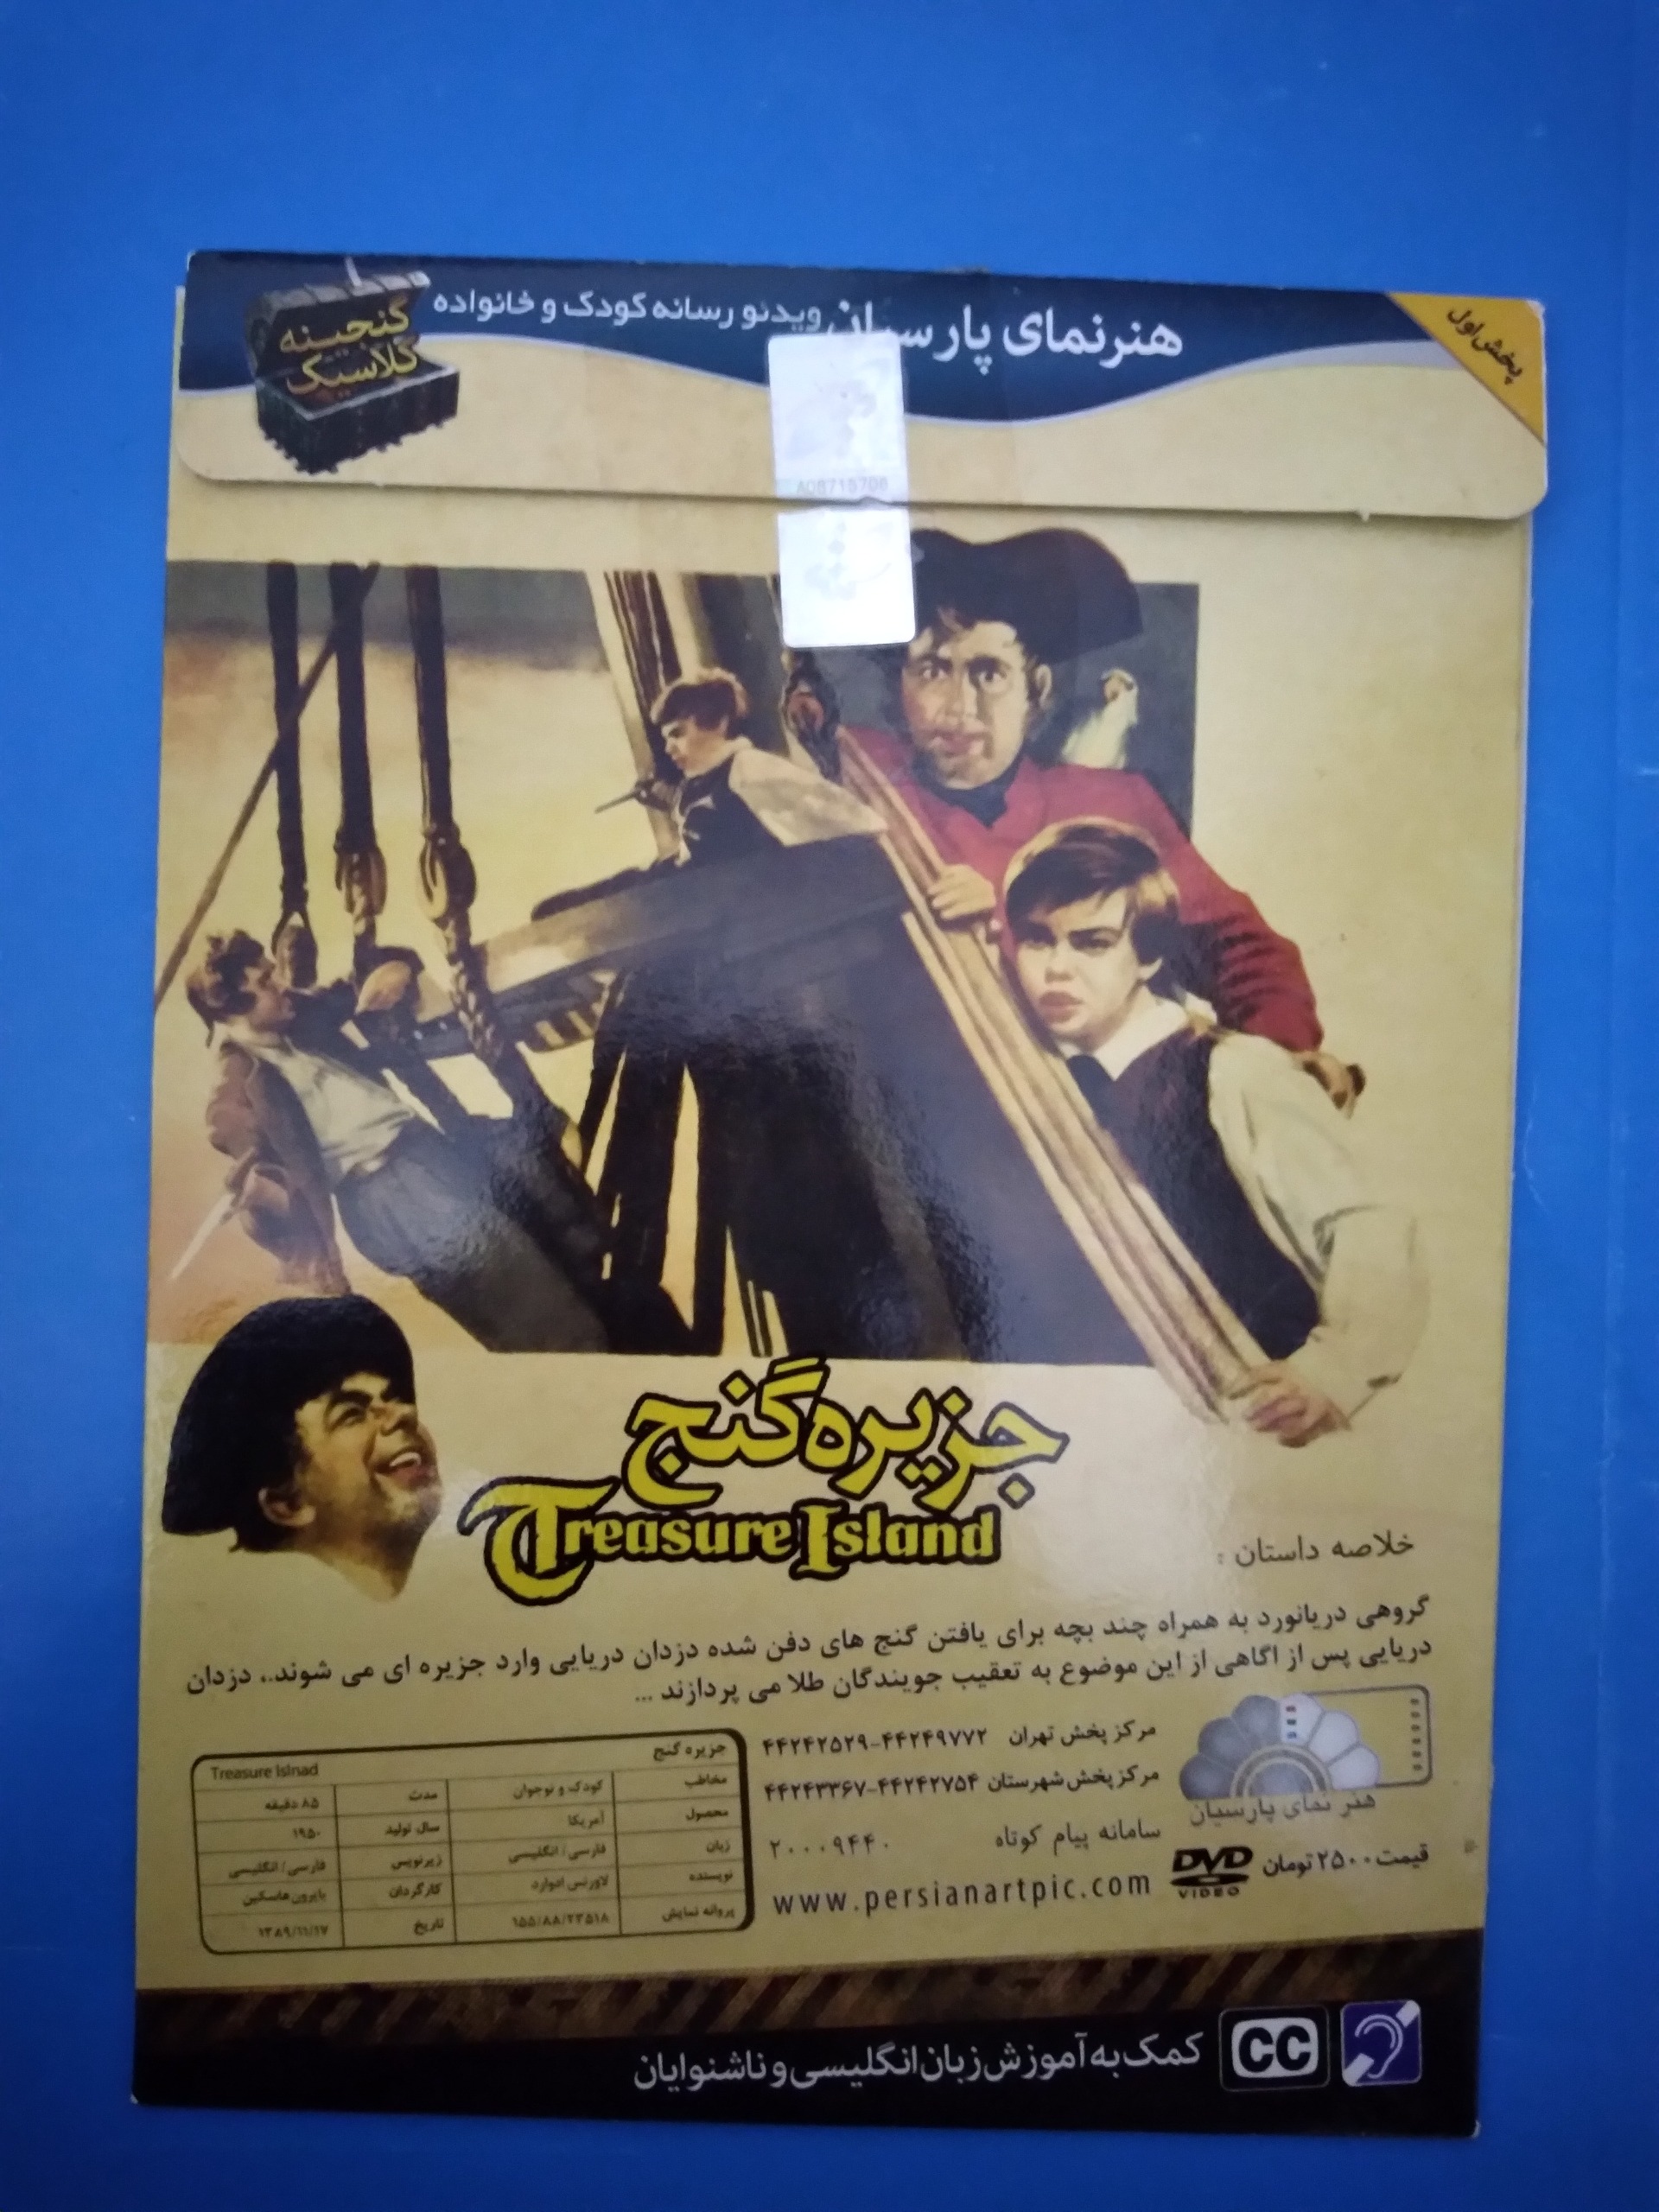 پخش اول
هنرنمای پارسیان ویدئو رسانه کودک و خانواده
گنجینه
کلاسیک
A08715708
جزیره گنج
Treasure Island
خلاصه داستان :
گروهی دریانورد به همراه چند بچه برای یافتن گنج های دفن شده دزدان دریایی وارد جزیره ای می شوند.. دزدان
دریایی پس از اگاهی از این موضوع به تعقیب جویندگان طلا می پردازند ...
مرکز پخش تهران ۴۴۲۴۹۷۷۲-۴۴۲۴۲۵۲۹
مرکز پخش شهرستان ۴۴۲۴۲۷۵۴-۴۴۲۴۳۳۶۷
سامانه پیام کوتاه ۲۰۰۰۹۴۴۰
www.persianartpic.com
هنر نمای پارسیان
قیمت ۲۵۰۰ تومان
DVD
VIDEO
جزیره گنج Treasure Islnad
مخاطب کودک و نوجوان مدت ۸۵ دقیقه
محصول آمریکا سال تولید ۱۹۵۰
زبان فارسی/انگلیسی زیرنویس فارسی/انگلیسی
نویسنده لاورنس ادوارد کارگردان بایرون هاسکین
پروانه نمایش ۱۵۵/۸۸/۲۳۵۱۸ تاریخ ۱۳۸۹/۱۱/۱۷
CC کمک به آموزش زبان انگلیسی و ناشنوایان